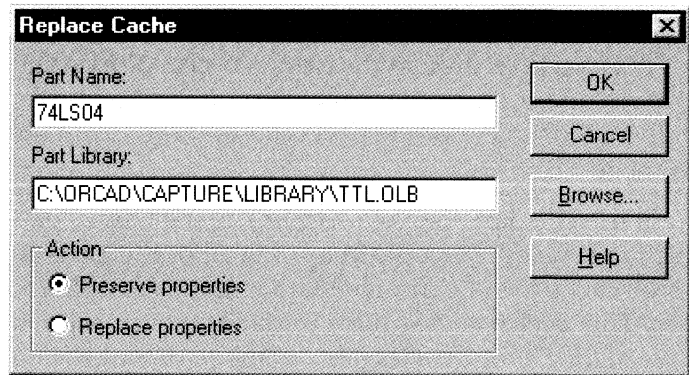 Replace Cache
Part Name:
74LS04
Part Library:
C:\ORCAD\CAPTURE\LIBRARY\TTL.OLB
Action
Preserve properties
Replace properties
OK
Cancel
Browse...
Help